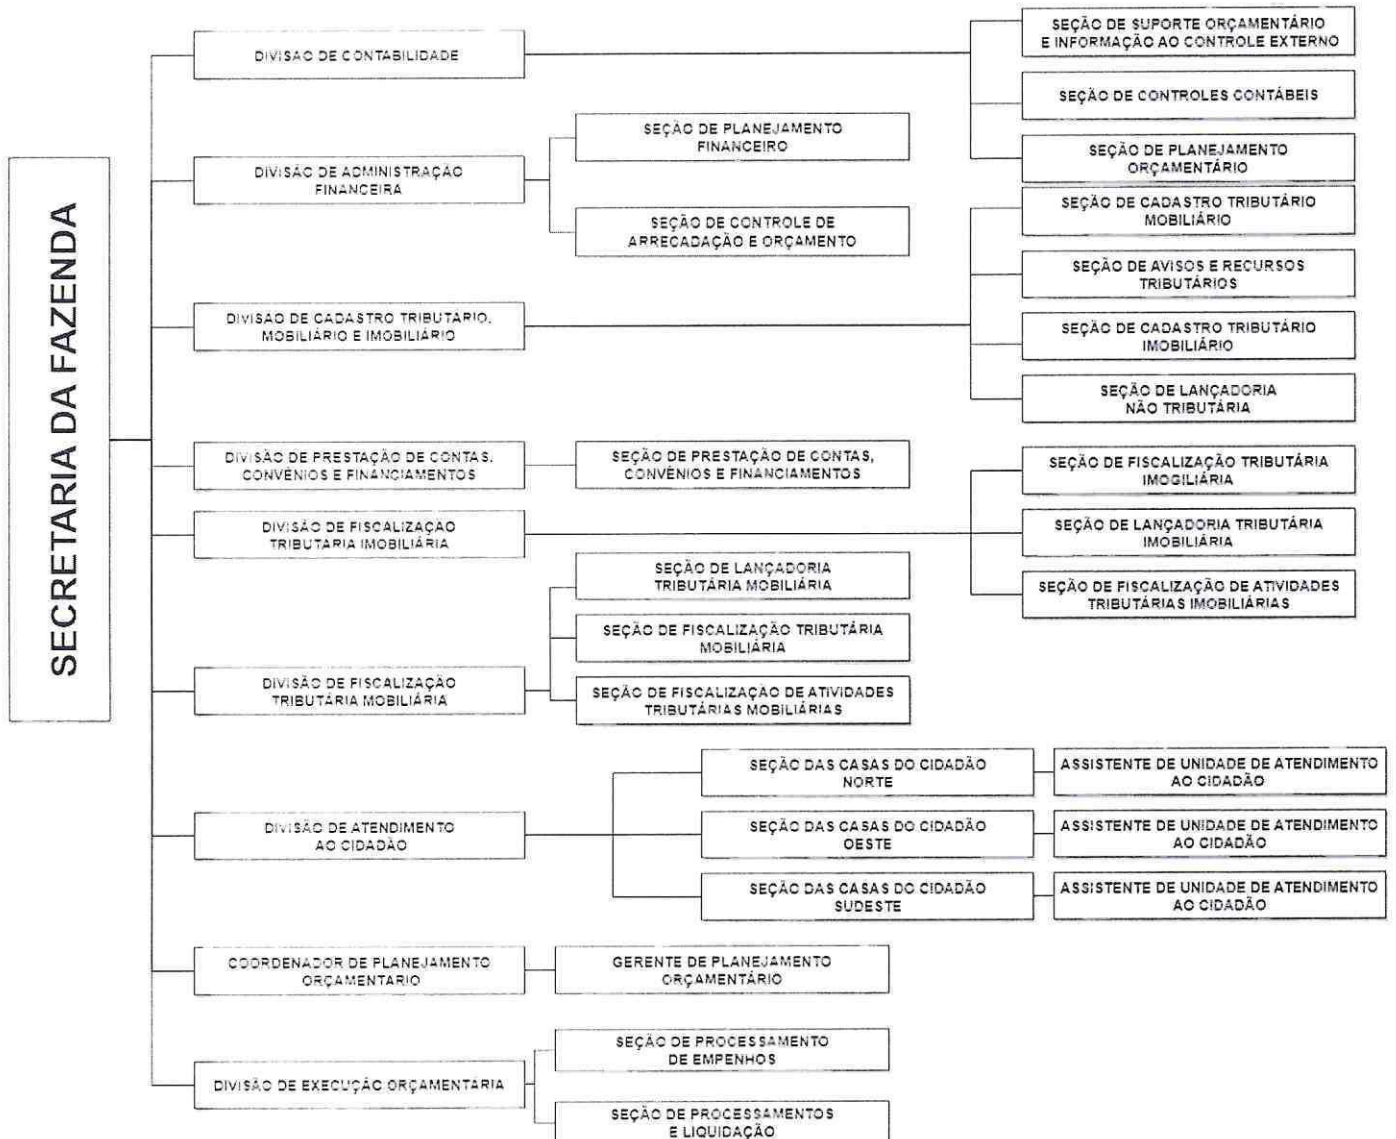 SECRETARIA DA FAZENDA
DIVISÃO DE CONTABILIDADE
SEÇÃO DE SUPORTE ORÇAMENTÁRIO
E INFORMAÇÃO AO CONTROLE EXTERNO
SEÇÃO DE CONTROLES CONTÁBEIS
SEÇÃO DE PLANEJAMENTO
ORÇAMENTÁRIO
DIVISÃO DE ADMINISTRAÇÃO
FINANCEIRA
SEÇÃO DE PLANEJAMENTO
FINANCEIRO
SEÇÃO DE CONTROLE DE
ARRECADAÇÃO E ORÇAMENTO
DIVISÃO DE CADASTRO TRIBUTÁRIO,
MOBILIÁRIO E IMOBILIÁRIO
SEÇÃO DE CADASTRO TRIBUTÁRIO
MOBILIÁRIO
SEÇÃO DE AVISOS E RECURSOS
TRIBUTÁRIOS
SEÇÃO DE CADASTRO TRIBUTÁRIO
IMOBILIÁRIO
SEÇÃO DE LANÇADORIA
NÃO TRIBUTÁRIA
DIVISÃO DE PRESTAÇÃO DE CONTAS,
CONVÊNIOS E FINANCIAMENTOS
SEÇÃO DE PRESTAÇÃO DE CONTAS,
CONVÊNIOS E FINANCIAMENTOS
DIVISÃO DE FISCALIZAÇÃO
TRIBUTARIA IMOBILIÁRIA
SEÇÃO DE FISCALIZAÇÃO TRIBUTÁRIA
IMOGILIÁRIA
SEÇÃO DE LANÇADORIA TRIBUTÁRIA
IMOBILIÁRIA
SEÇÃO DE FISCALIZAÇÃO DE ATIVIDADES
TRIBUTÁRIAS IMOBILIÁRIAS
DIVISÃO DE FISCALIZAÇÃO
TRIBUTÁRIA MOBILIÁRIA
SEÇÃO DE LANÇADORIA
TRIBUTÁRIA MOBILIÁRIA
SEÇÃO DE FISCALIZAÇÃO TRIBUTÁRIA
MOBILIÁRIA
SEÇÃO DE FISCALIZAÇÃO DE ATIVIDADES
TRIBUTÁRIAS MOBILIÁRIAS
DIVISÃO DE ATENDIMENTO
AO CIDADÃO
SEÇÃO DAS CASAS DO CIDADÃO
NORTE
ASSISTENTE DE UNIDADE DE ATENDIMENTO
AO CIDADÃO
SEÇÃO DAS CASAS DO CIDADÃO
OESTE
ASSISTENTE DE UNIDADE DE ATENDIMENTO
AO CIDADÃO
SEÇÃO DAS CASAS DO CIDADÃO
SUDESTE
ASSISTENTE DE UNIDADE DE ATENDIMENTO
AO CIDADÃO
COORDENADOR DE PLANEJAMENTO
ORÇAMENTARIO
GERENTE DE PLANEJAMENTO
ORÇAMENTÁRIO
DIVISÃO DE EXECUÇÃO ORÇAMENTÁRIA
SEÇÃO DE PROCESSAMENTO
DE EMPENHOS
SEÇÃO DE PROCESSAMENTOS
E LIQUIDAÇÃO